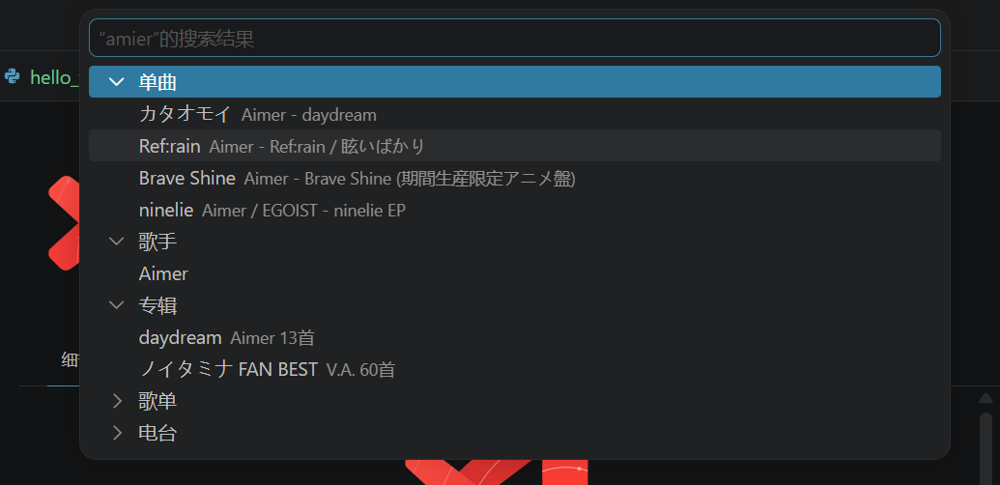 “amier”的搜索结果
hello_
单曲
カタオモイ Aimer - daydream
Ref:rain Aimer - Ref:rain / 眩いばかり
Brave Shine Aimer - Brave Shine (期間生産限定アニメ盤)
ninelie Aimer / EGOIST - ninelie EP
歌手
Aimer
专辑
daydream Aimer 13首
细
ノイタミナ FAN BEST V.A. 60首
歌单
电台